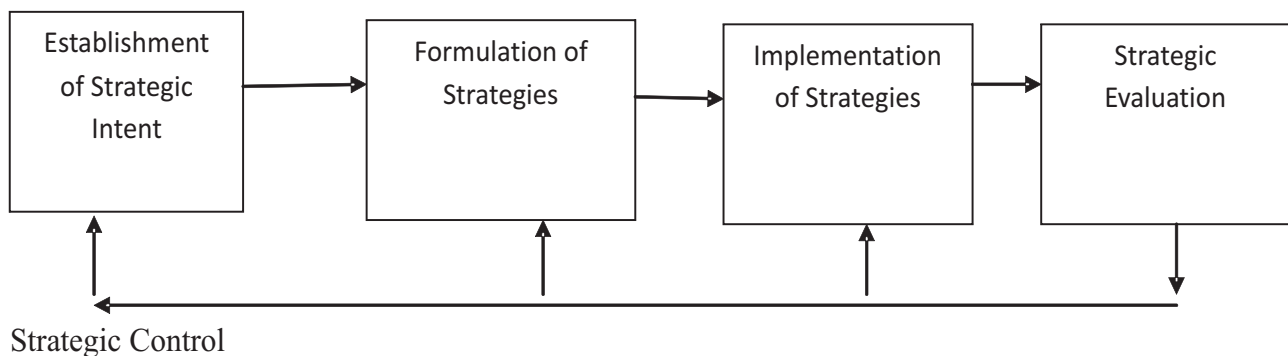 Establishment
of Strategic
Intent
Formulation of
Strategies
Implementation
of Strategies
Strategic
Evaluation
Strategic Control